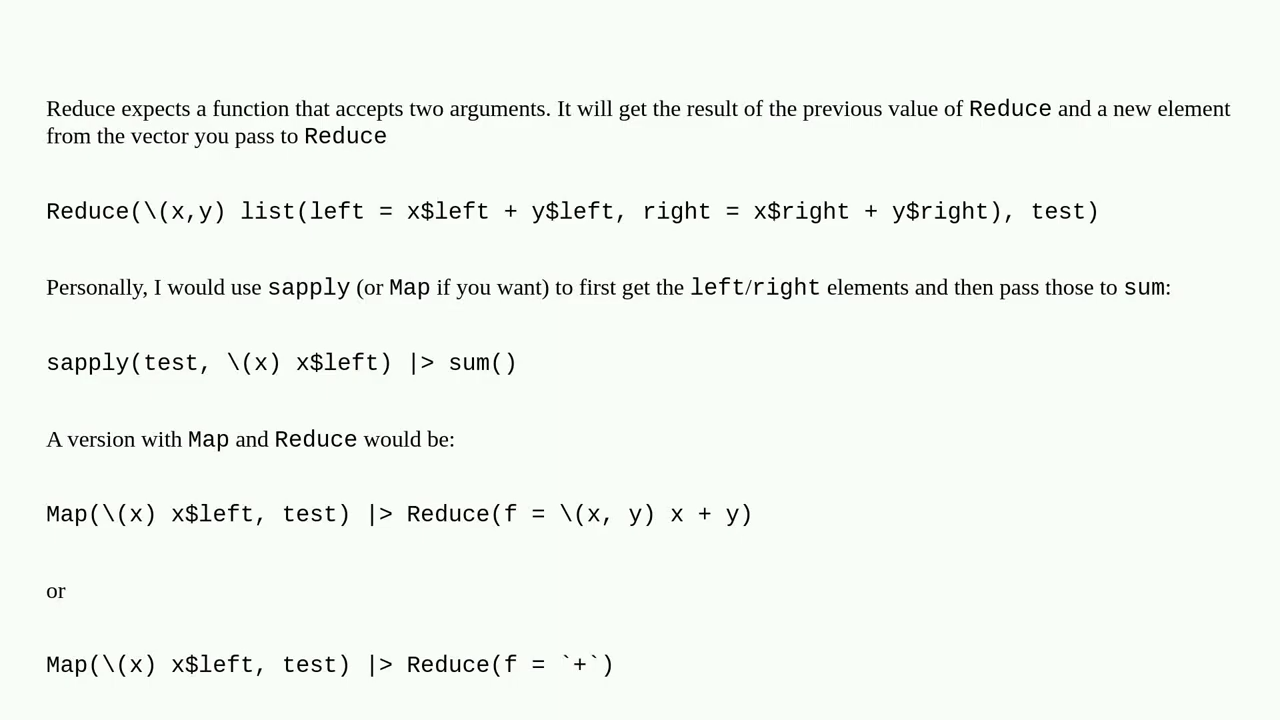 Reduce expects a function that accepts two arguments. It will get the result of the previous value of Reduce and a new element
from the vector you pass to Reduce
Reduce(\(x,y) list(left = x$left + y$left, right = x$right + y$right), test)
Personally, I would use sapply (or Map if you want) to first get the left/right elements and then pass those to sum:
sapply(test, \(x) x$left) |> sum()
A version with Map and Reduce would be:
Map(\(x) x$left, test) |> Reduce(f = \(x, y) x + y)
or
Map(\(x) x$left, test) |> Reduce(f = `+`)